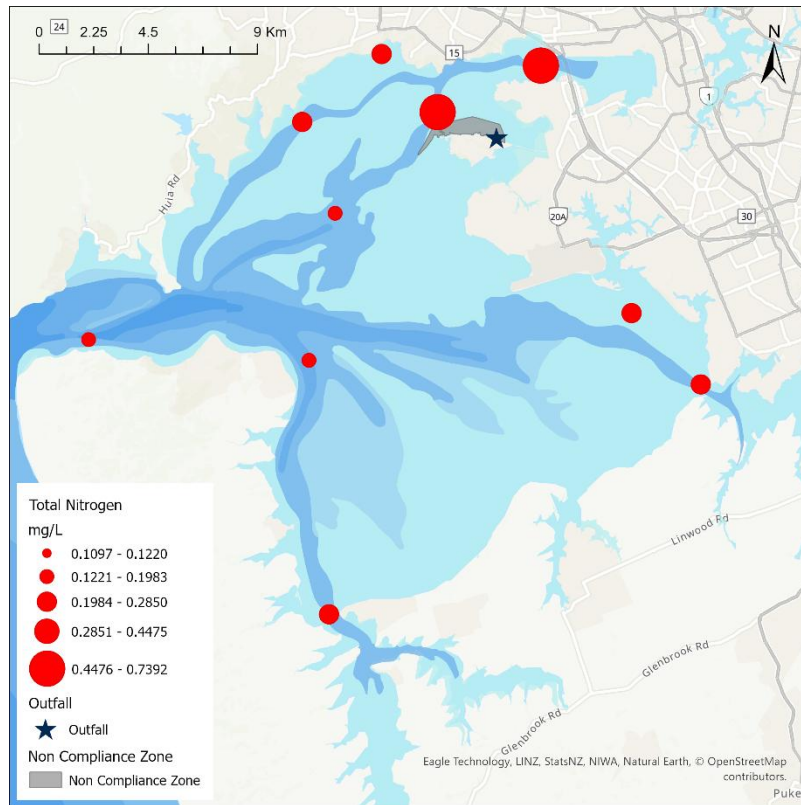 24
0 2.25 4.5 9 Km
15
N
1
Huia Rd
20A
30
Linwood Rd
Glenbrook Rd
Glenbrook Rd
Total Nitrogen
mg/L
0.1097 - 0.1220
0.1221 - 0.1983
0.1984 - 0.2850
0.2851 - 0.4475
0.4476 - 0.7392
Outfall
Outfall
Non Compliance Zone
Non Compliance Zone
Eagle Technology, LINZ, StatsNZ, NIWA, Natural Earth, © OpenStreetMap
contributors.
Puke